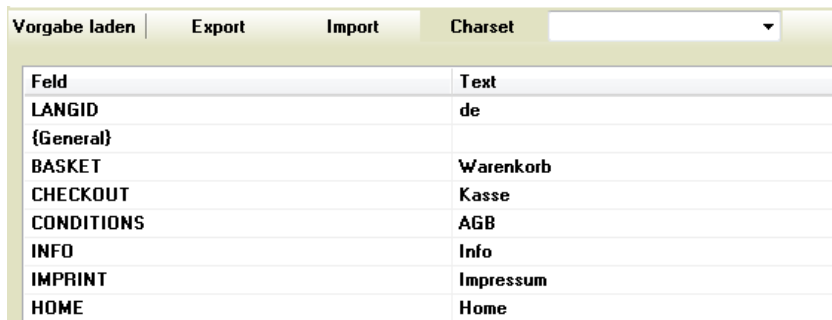 Vorgabe laden Export Import Charset
Feld Text
LANGID de
{General}
BASKET Warenkorb
CHECKOUT Kasse
CONDITIONS AGB
INFO Info
IMPRINT Impressum
HOME Home